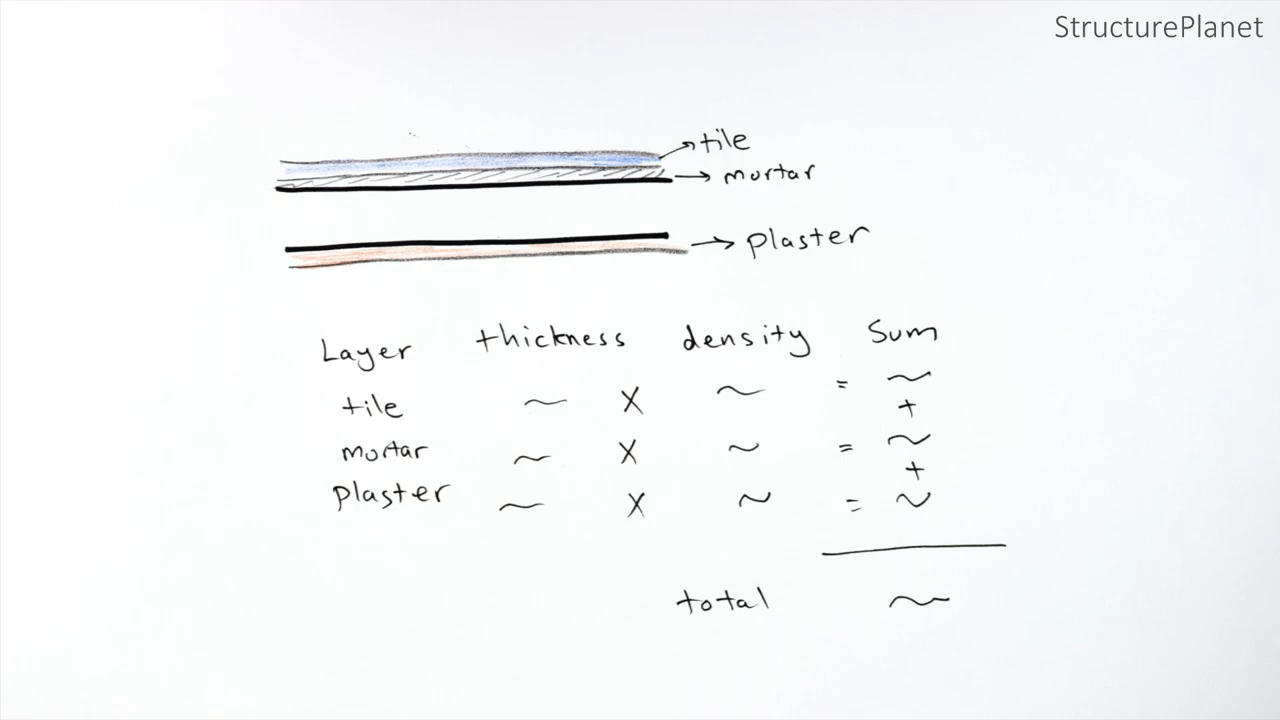 StructurePlanet
tile
mortar
plaster
Layer thickness density Sum
tile ~ X ~ = ~
+
mortar ~ X ~ = ~
+
plaster ~ X ~ = ~
total ~